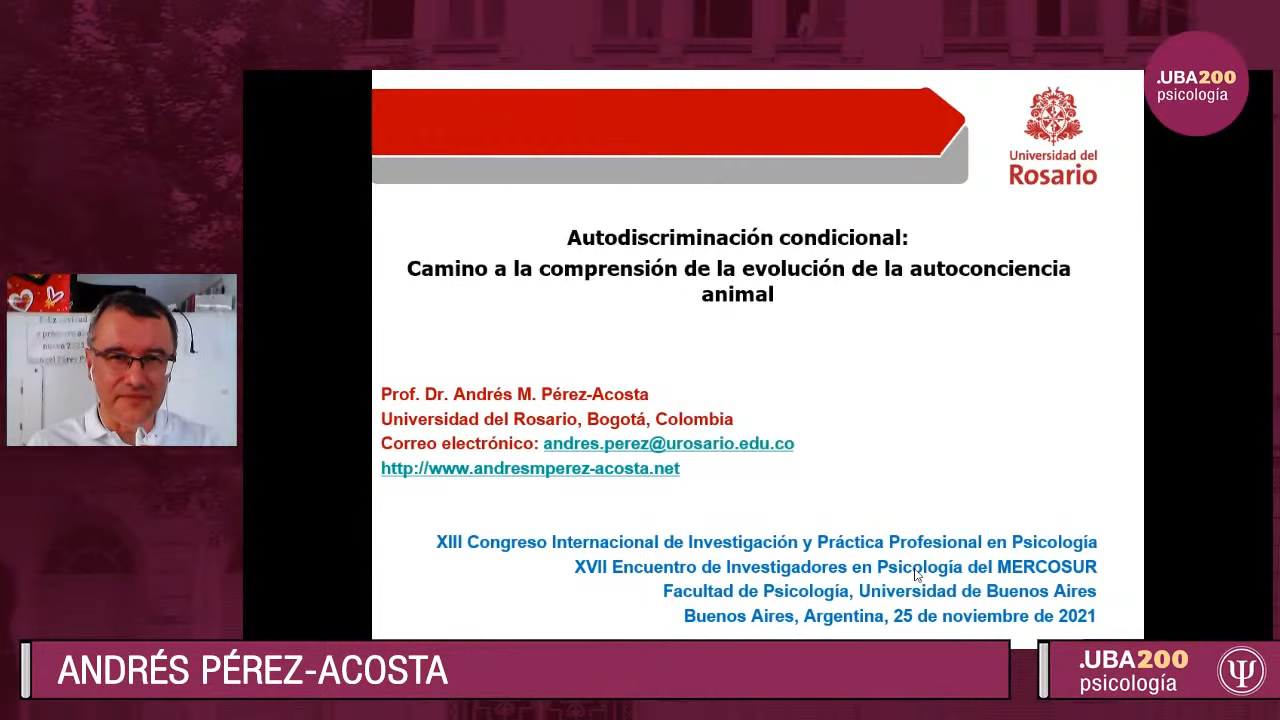 .UBA200
psicología
Universidad del
Rosario
Autodiscriminación condicional:
Camino a la comprensión de la evolución de la autoconciencia
animal
Prof. Dr. Andrés M. Pérez-Acosta
Universidad del Rosario, Bogotá, Colombia
Correo electrónico: andres.perez@urosario.edu.co
http://www.andresmperez-acosta.net
XIII Congreso Internacional de Investigación y Práctica Profesional en Psicología
XVII Encuentro de Investigadores en Psicología del MERCOSUR
Facultad de Psicología, Universidad de Buenos Aires
Buenos Aires, Argentina, 25 de noviembre de 2021
ANDRÉS PÉREZ-ACOSTA
.UBA200
psicología